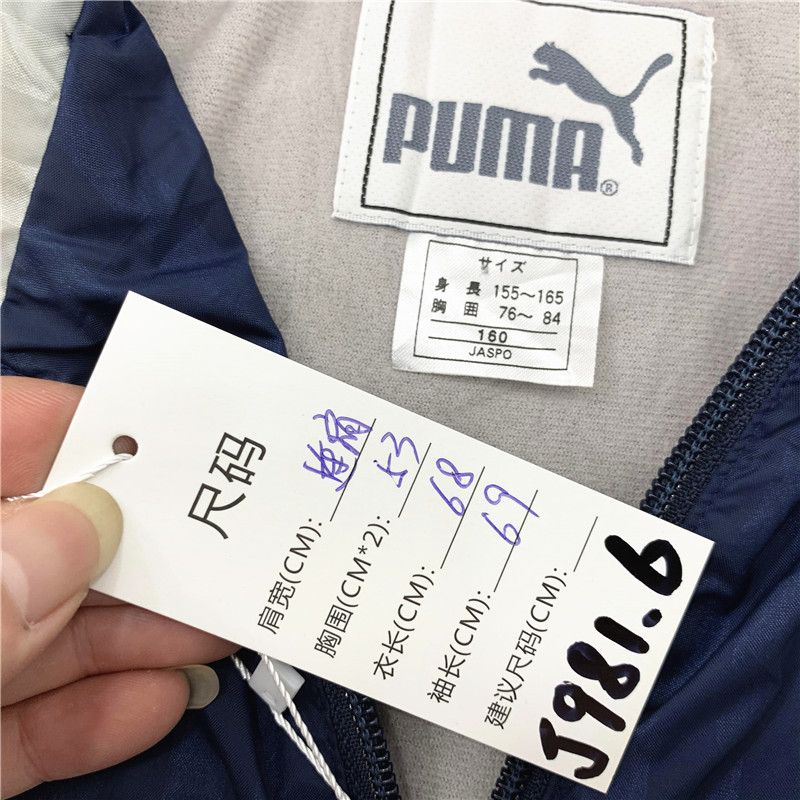 PUMA®
サイズ
身長 155～165
胸囲 76～ 84
160
JASPO
尺码
肩宽(CM): 连肩
胸围(CM*2): 53
衣长(CM): 68
袖长(CM): 69
建议尺码(CM):
J981.6